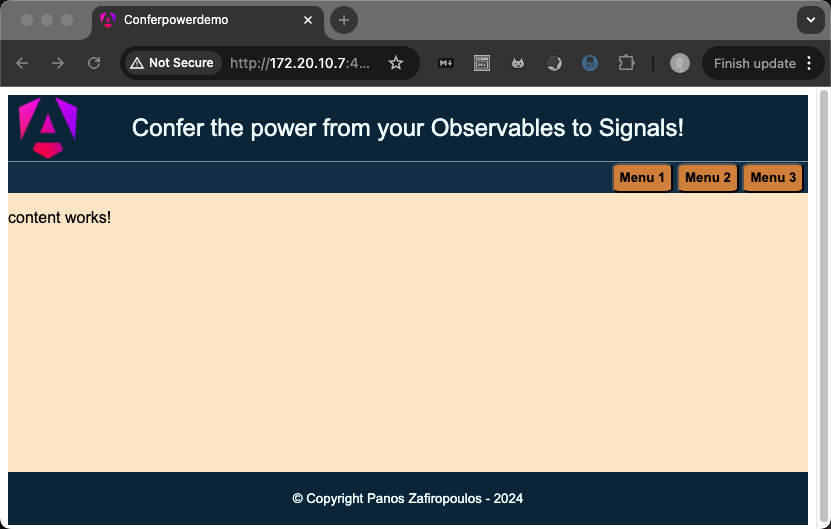 Conferpowerdemo
Not Secure http://172.20.10.7:4... Finish update
Confer the power from your Observables to Signals!
Menu 1 Menu 2 Menu 3
content works!
© Copyright Panos Zafiropoulos - 2024